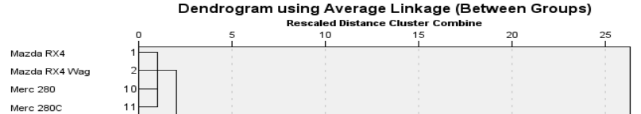 Dendrogram using Average Linkage (Between Groups)
Rescaled Distance Cluster Combine
0 5 10 15 20 25
Mazda RX4 1
Mazda RX4 Wag 2
Merc 280 10
Merc 280C 11